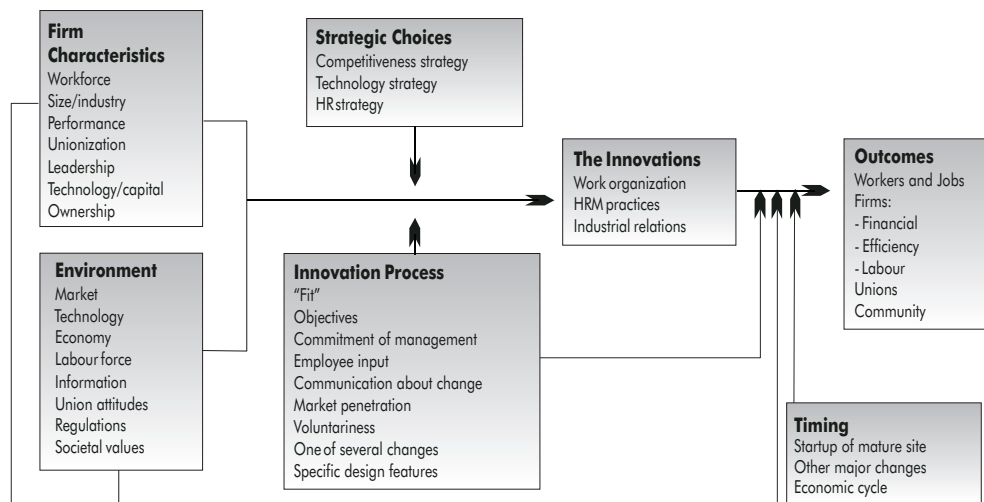 Firm
Characteristics
Workforce
Size/industry
Performance
Unionization
Leadership
Technology/capital
Ownership
Strategic Choices
Competitiveness strategy
Technology strategy
HR strategy
The Innovations
Work organization
HRM practices
Industrial relations
Outcomes
Workers and Jobs
Firms:
- Financial
- Efficiency
- Labour
Unions
Community
Environment
Market
Technology
Economy
Labour force
Information
Union attitudes
Regulations
Societal values
Innovation Process
“Fit”
Objectives
Commitment of management
Employee input
Communication about change
Market penetration
Voluntariness
One of several changes
Specific design features
Timing
Startup of mature site
Other major changes
Economic cycle